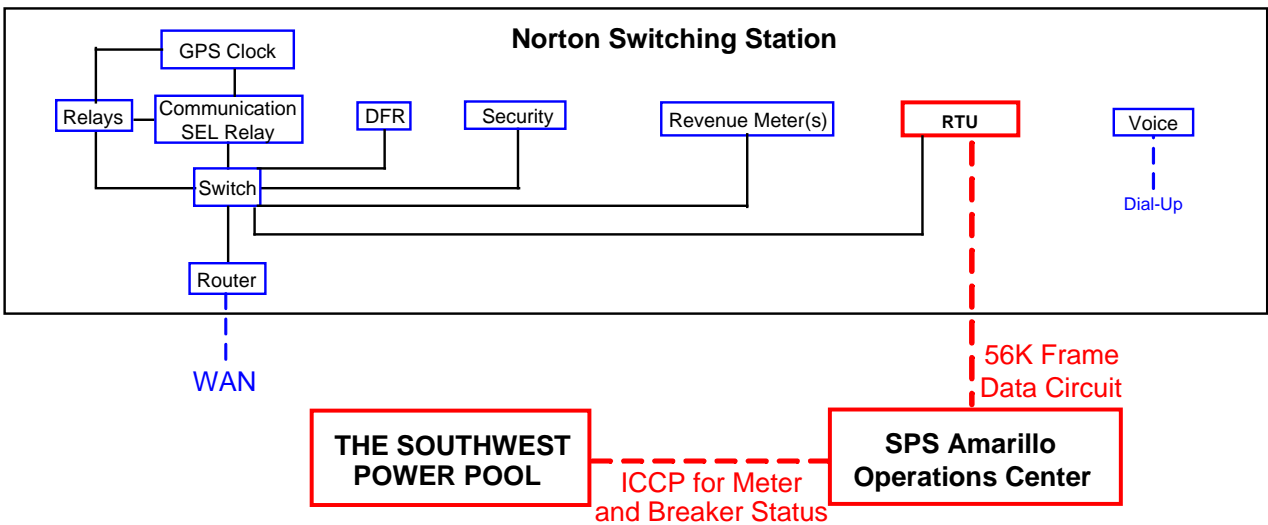 Norton Switching Station
GPS Clock
Relays
Communication
SEL Relay
DFR
Security
Revenue Meter(s)
RTU
Voice
Switch
Dial-Up
Router
WAN
56K Frame
Data Circuit
THE SOUTHWEST
POWER POOL
ICCP for Meter
and Breaker Status
SPS Amarillo
Operations Center